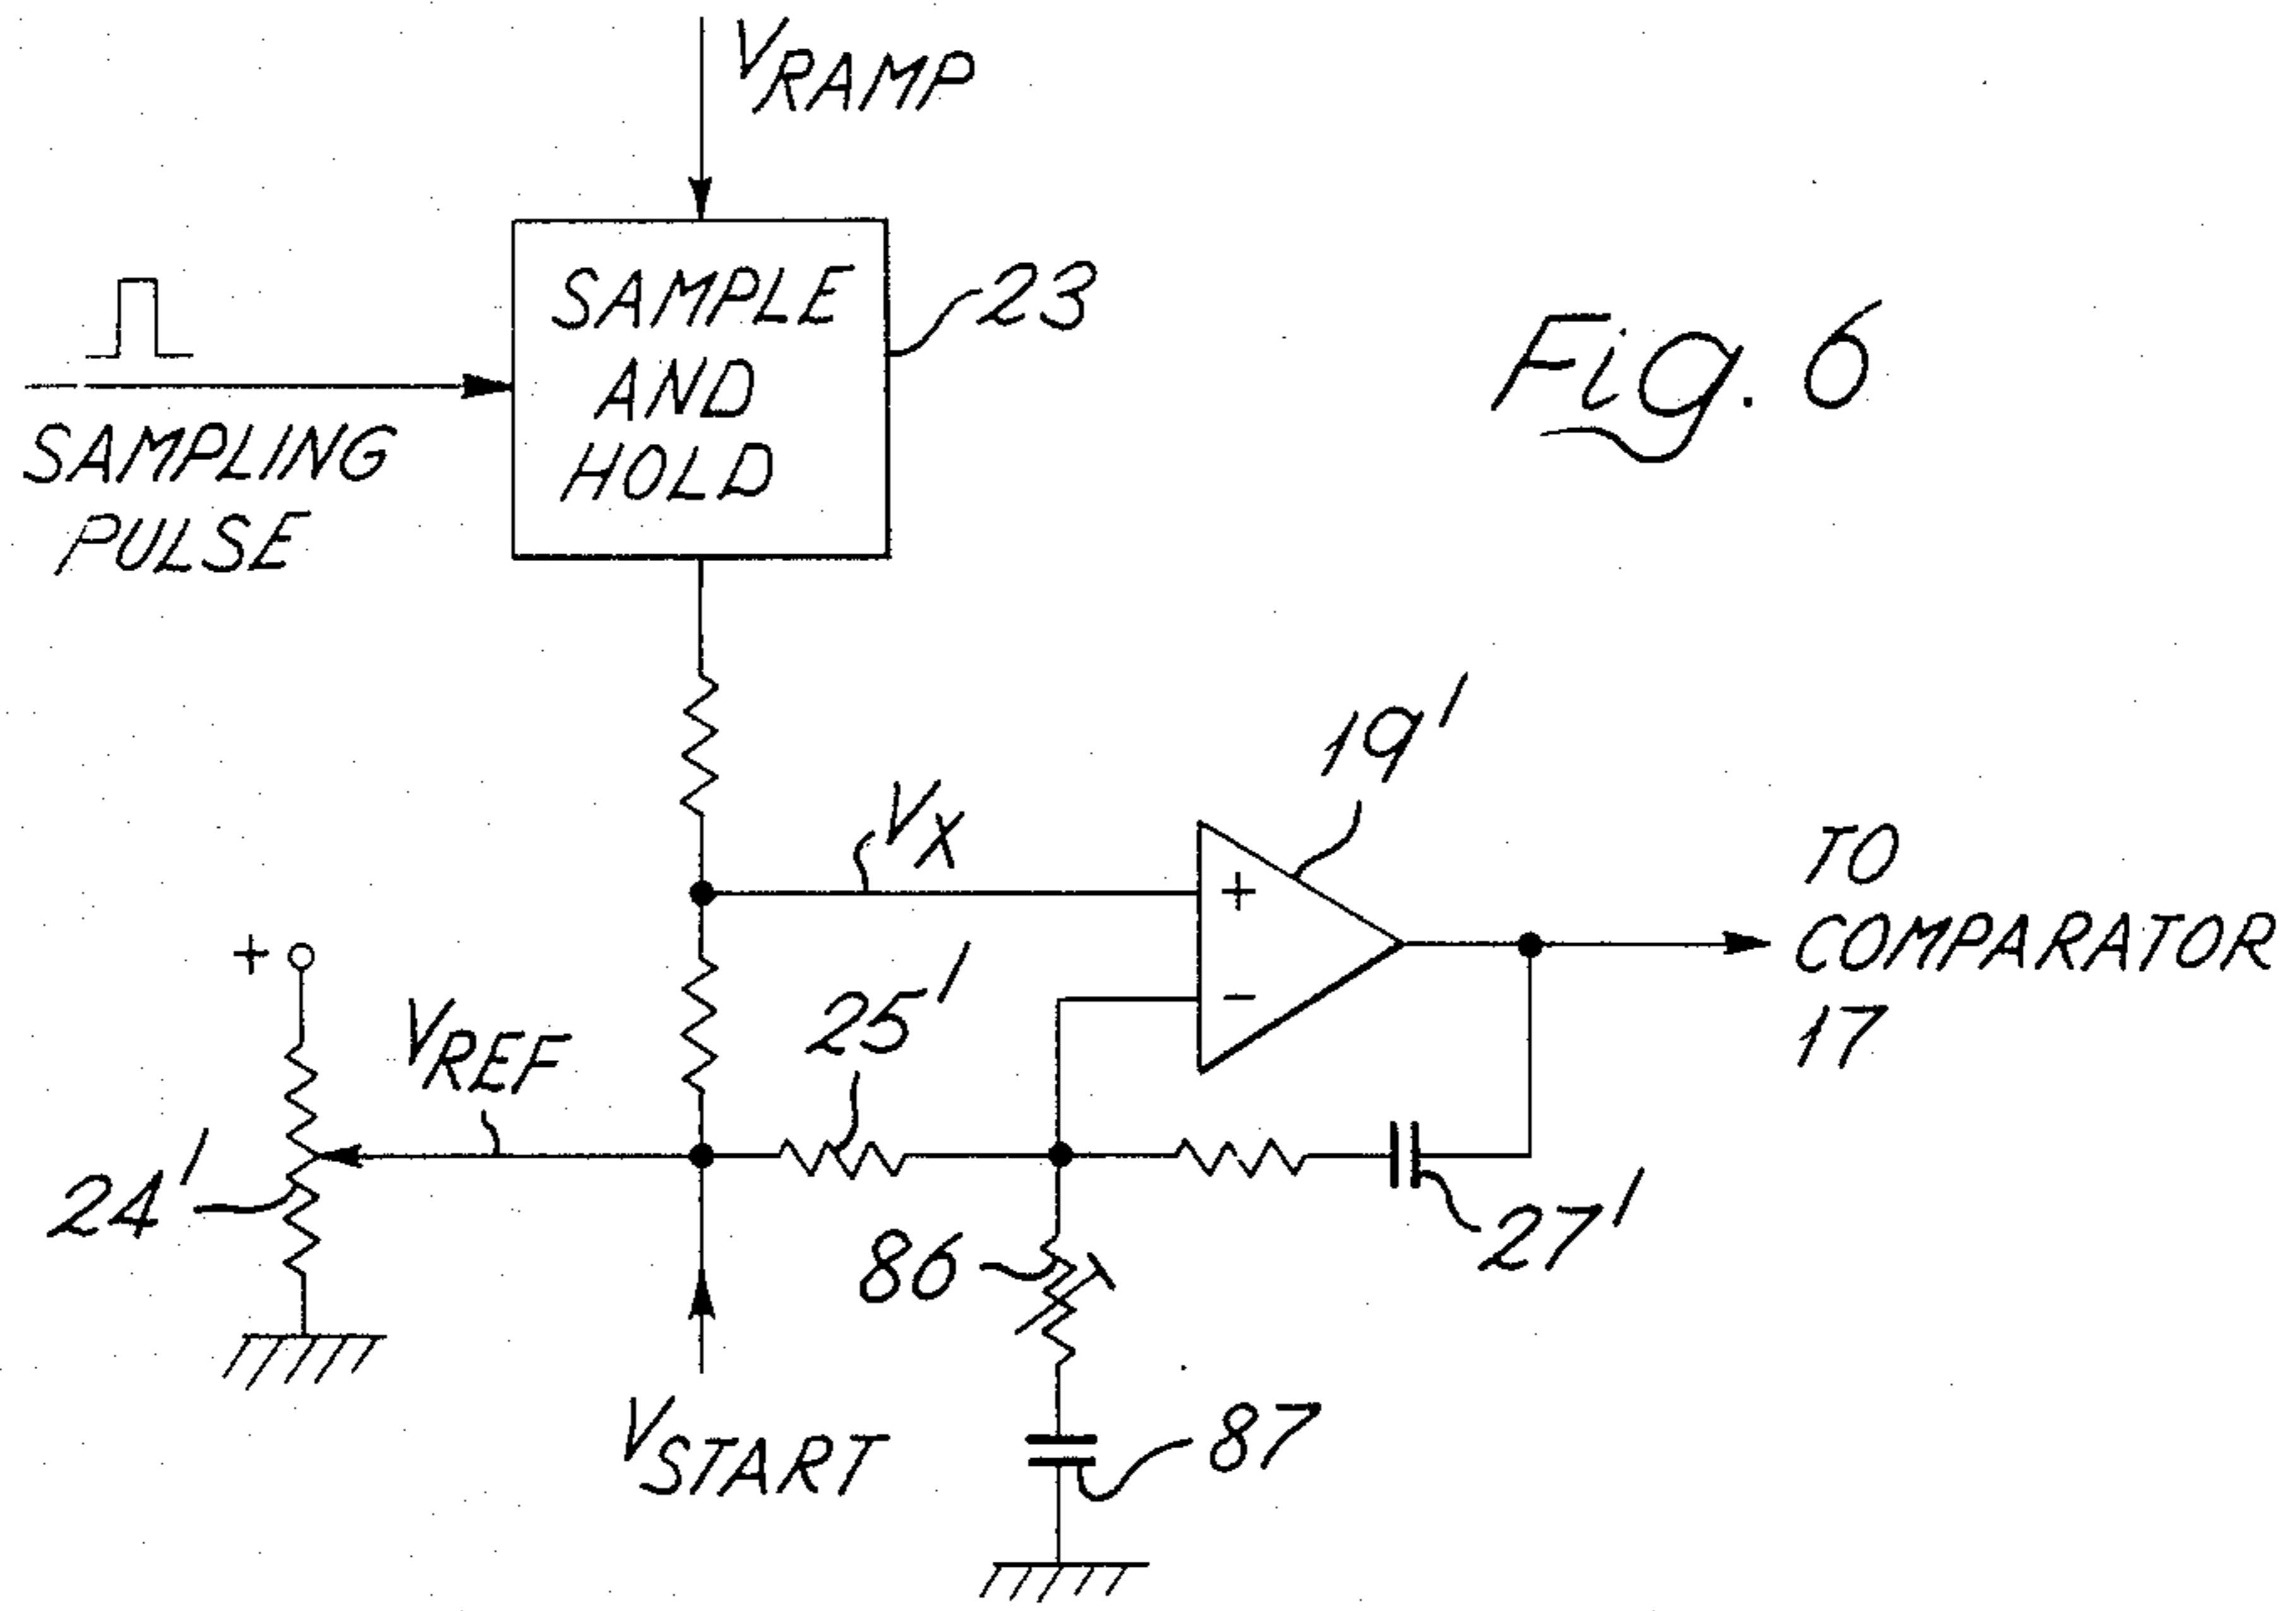 VRAMP
SAMPLE
AND
HOLD
23
SAMPLING
PULSE
Fig. 6
19'
VX
+
−
TO
COMPARATOR
17
+
VREF
25'
24'
27'
86
VSTART
87